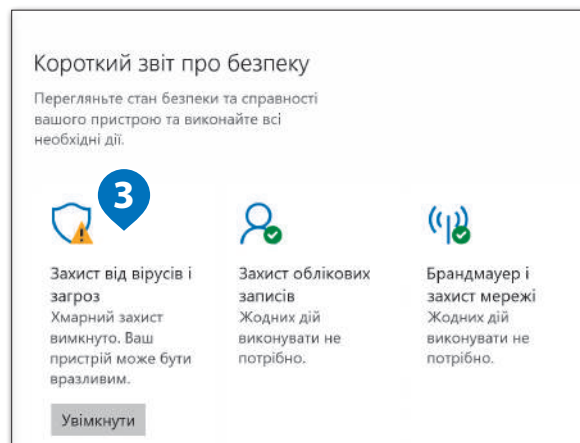 Короткий звіт про безпеку
Перегляньте стан безпеки та справності
вашого пристрою та виконайте всі
необхідні дії.
3
Захист від вірусів і
загроз
Хмарний захист
вимкнуто. Ваш
пристрій може бути
вразливим.
Увімкнути
Захист облікових
записів
Жодних дій
виконувати не
потрібно.
Брандмауер і
захист мережі
Жодних дій
виконувати не
потрібно.